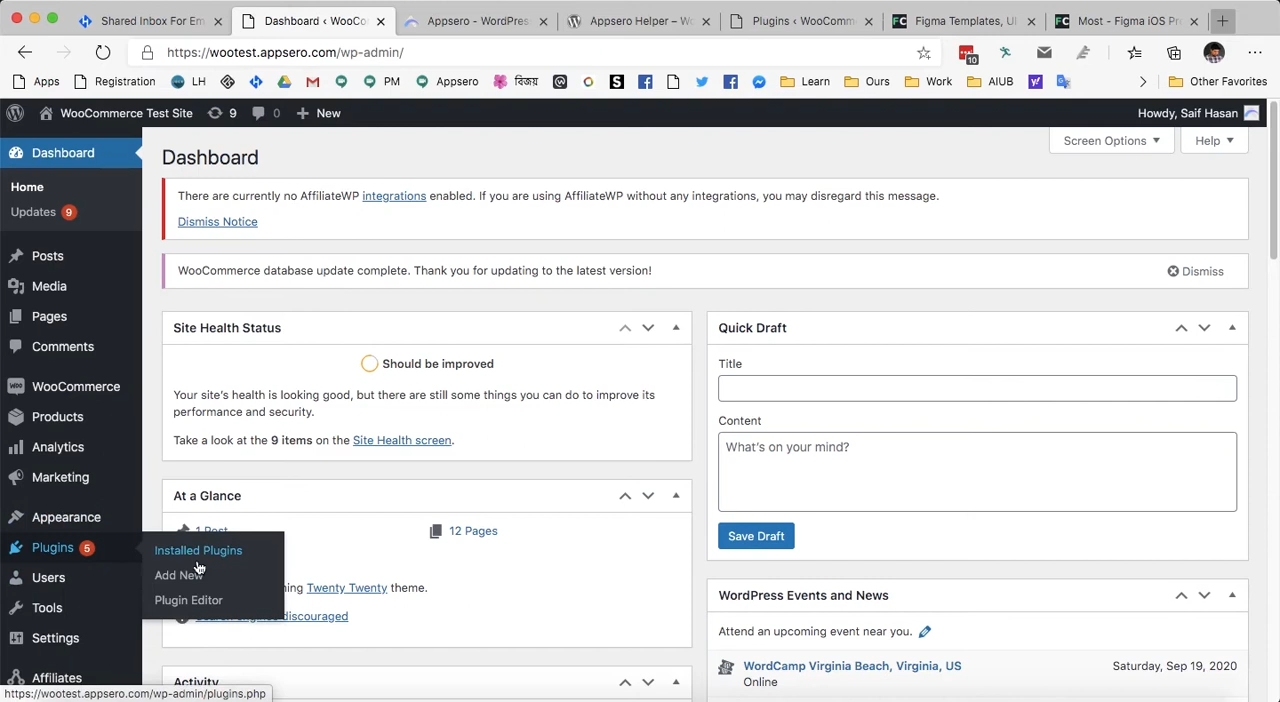 Shared Inbox For Em
Dashboard ‹ WooCo
Appsero - WordPres
Appsero Helper – Wo
Plugins ‹ WooComm
Figma Templates, UI
Most - Figma iOS Pr
https://wootest.appsero.com/wp-admin/
10
Apps
Registration
LH
PM
Appsero
বিজয়
Learn
Ours
Work
AIUB
Other Favorites
WooCommerce Test Site
9
0
New
Howdy, Saif Hasan
Dashboard
Home
Updates 9
Posts
Media
Pages
Comments
WooCommerce
Products
Analytics
Marketing
Appearance
Plugins 5
Users
Tools
Settings
Affiliates
Installed Plugins
Add New
Plugin Editor
https://wootest.appsero.com/wp-admin/plugins.php
Screen Options
Help
Dashboard
There are currently no AffiliateWP integrations enabled. If you are using AffiliateWP without any integrations, you may disregard this message.
Dismiss Notice
WooCommerce database update complete. Thank you for updating to the latest version!
Dismiss
Site Health Status
Should be improved
Your site's health is looking good, but there are still some things you can do to improve its
performance and security.
Take a look at the 9 items on the Site Health screen.
At a Glance
1 Post
12 Pages
ning Twenty Twenty theme.
Search engines discouraged
Activity
Quick Draft
Title
Content
What's on your mind?
Save Draft
WordPress Events and News
Attend an upcoming event near you.
WordCamp Virginia Beach, Virginia, US
Saturday, Sep 19, 2020
Online